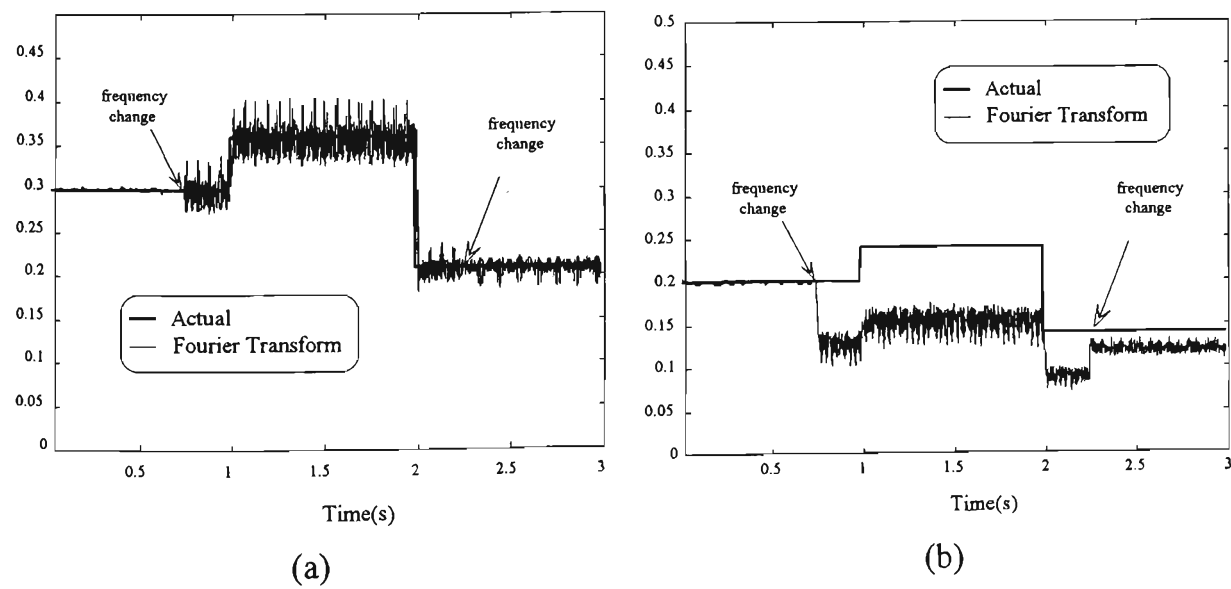 0.45
0.4
0.35
0.3
0.25
0.2
0.15
0.1
0.05
0
frequency
change
frequency
change
Actual
Fourier Transform
0.5
1
1.5
2
2.5
3
Time(s)
(a)
0.5
0.45
0.4
0.35
0.3
0.25
0.2
0.15
0.1
0.05
0
Actual
Fourier Transform
frequency
change
frequency
change
0.5
1
1.5
2
2.5
3
Time(s)
(b)